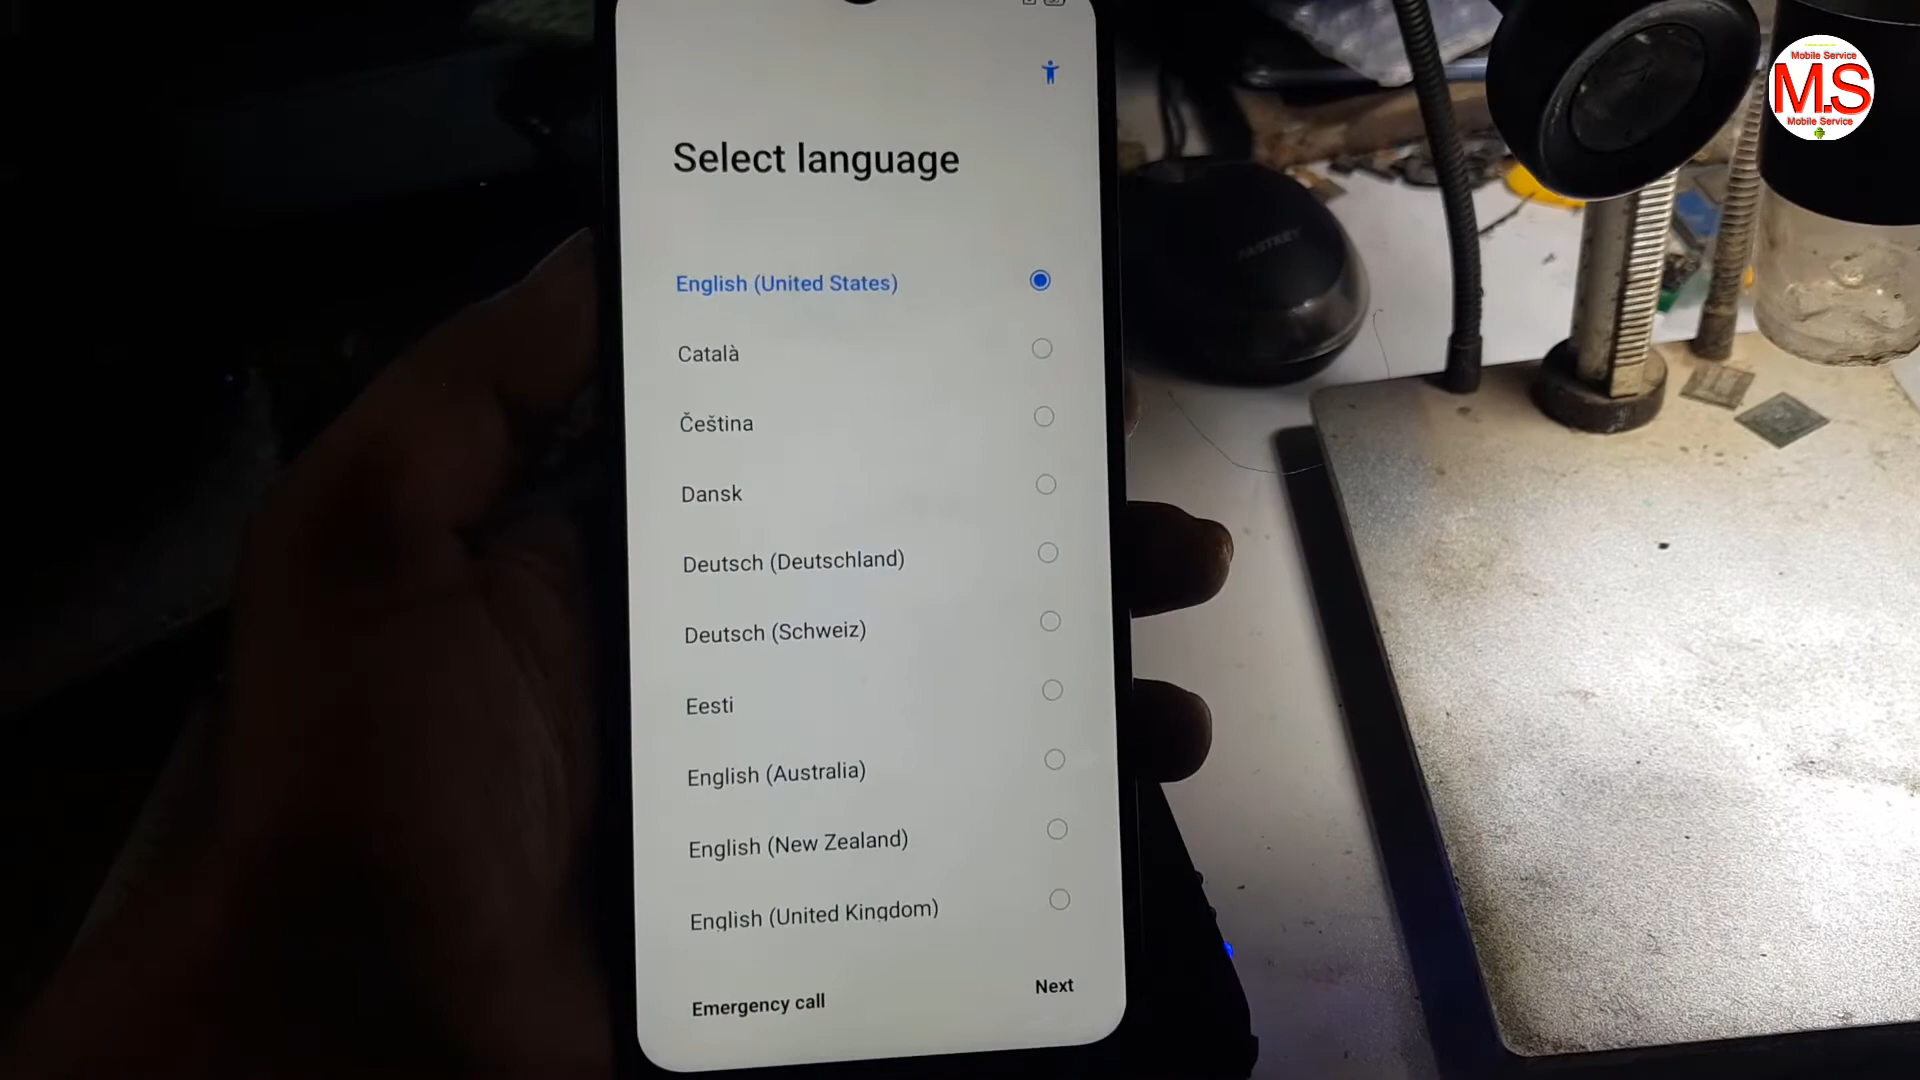 Select language
English (United States)
Català
Čeština
Dansk
Deutsch (Deutschland)
Deutsch (Schweiz)
Eesti
English (Australia)
English (New Zealand)
English (United Kingdom)
Emergency call
Next
Mobile Service
M.S
Mobile Service